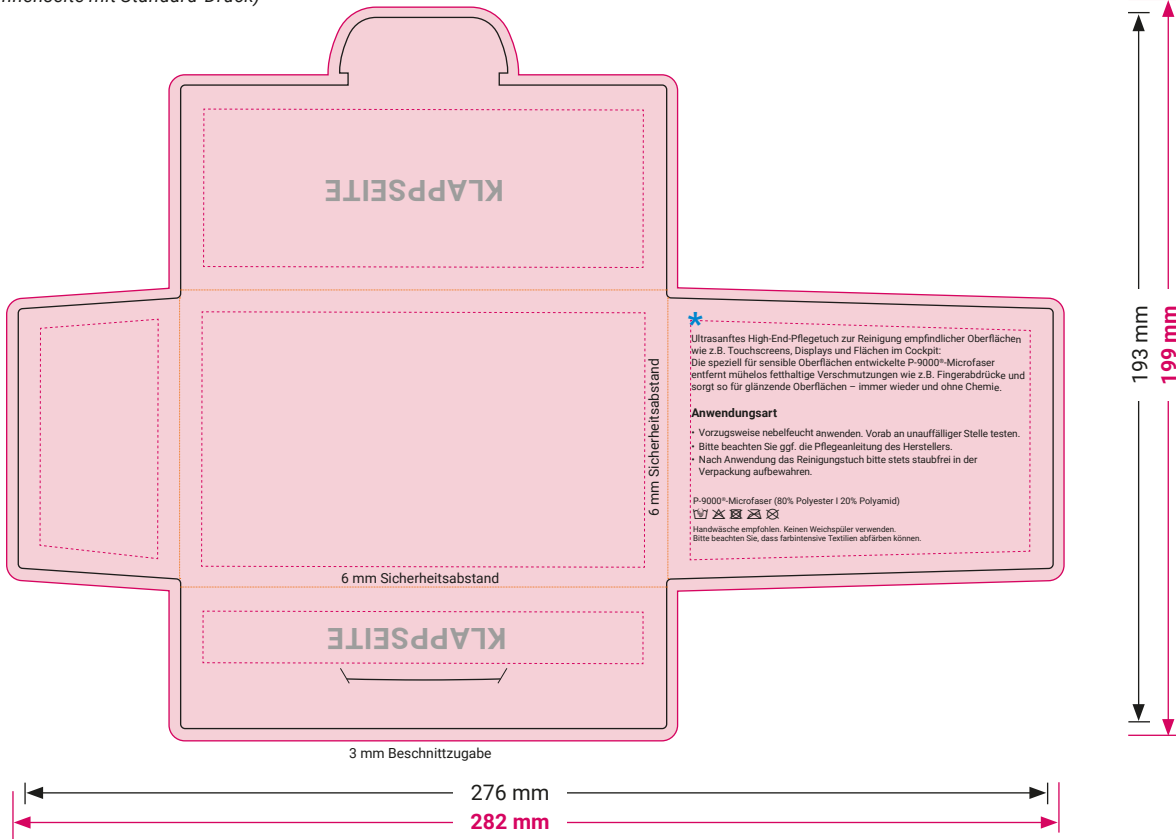 mit Standard-Druck)
KLAPPSEITE
*
Ultrasanftes High-End-Pflegetuch zur Reinigung empfindlicher Oberflächen
wie z.B. Touchscreens, Displays und Flächen im Cockpit:
Die speziell für sensible Oberflächen entwickelte P-9000®-Microfaser
entfernt mühelos fetthaltige Verschmutzungen wie z.B. Fingerabdrücke und
sorgt so für glänzende Oberflächen – immer wieder und ohne Chemie.
Anwendungsart
• Vorzugsweise nebelfeucht anwenden. Vorab an unauffälliger Stelle testen.
• Bitte beachten Sie ggf. die Pflegeanleitung des Herstellers.
• Nach Anwendung das Reinigungstuch bitte stets staubfrei in der
Verpackung aufbewahren.
P-9000®-Microfaser (80% Polyester I 20% Polyamid)
Handwäsche empfohlen. Keinen Weichspüler verwenden.
Bitte beachten Sie, dass farbintensive Textilien abfärben können.
6 mm Sicherheitsabstand
6 mm Sicherheitsabstand
KLAPPSEITE
3 mm Beschnittzugabe
276 mm
282 mm
193 mm
199 mm